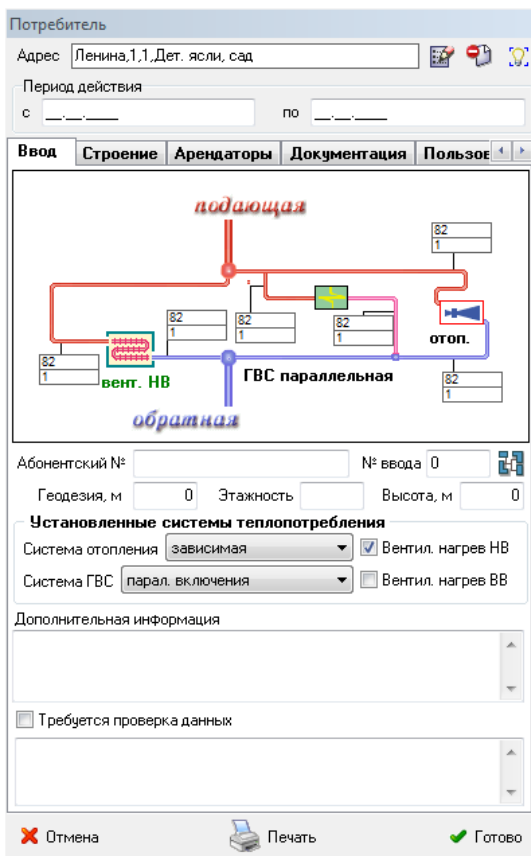 Потребитель
Адрес Ленина,1,1,Дет. ясли, сад
Период действия
с __.__.____ по __.__.____
Ввод Строение Арендаторы Документация Пользов
подающая
82
1
82
1
82
1
82
1
отоп.
82
1
вент. НВ
ГВС параллельная
82
1
обратная
Абонентский № № ввода 0
Геодезия, м 0 Этажность Высота, м 0
Установленные системы теплопотребления
Система отопления зависимая Вентил. нагрев НВ
Система ГВС парал. включения Вентил. нагрев ВВ
Дополнительная информация
Требуется проверка данных
Отмена Печать Готово